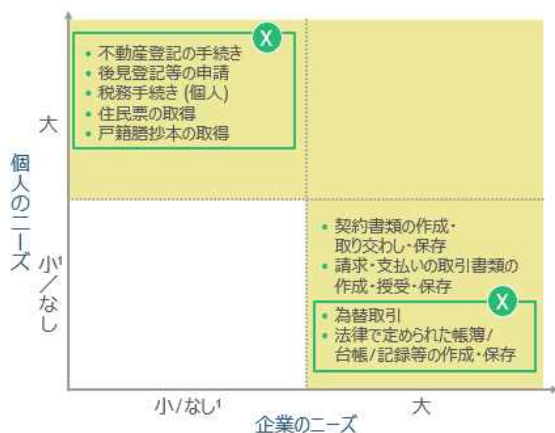 X
• 不動産登記の手続き
• 後見登記等の申請
• 税務手続き (個人)
• 住民票の取得
• 戸籍謄抄本の取得
大
個人のニーズ
小/なし¹
• 契約書類の作成・
取り交わし・保存
• 請求・支払いの取引書類の
作成・授受・保存
X
• 為替取引
• 法律で定められた帳簿/
台帳/記録等の作成・保存
小/なし¹
大
企業のニーズ